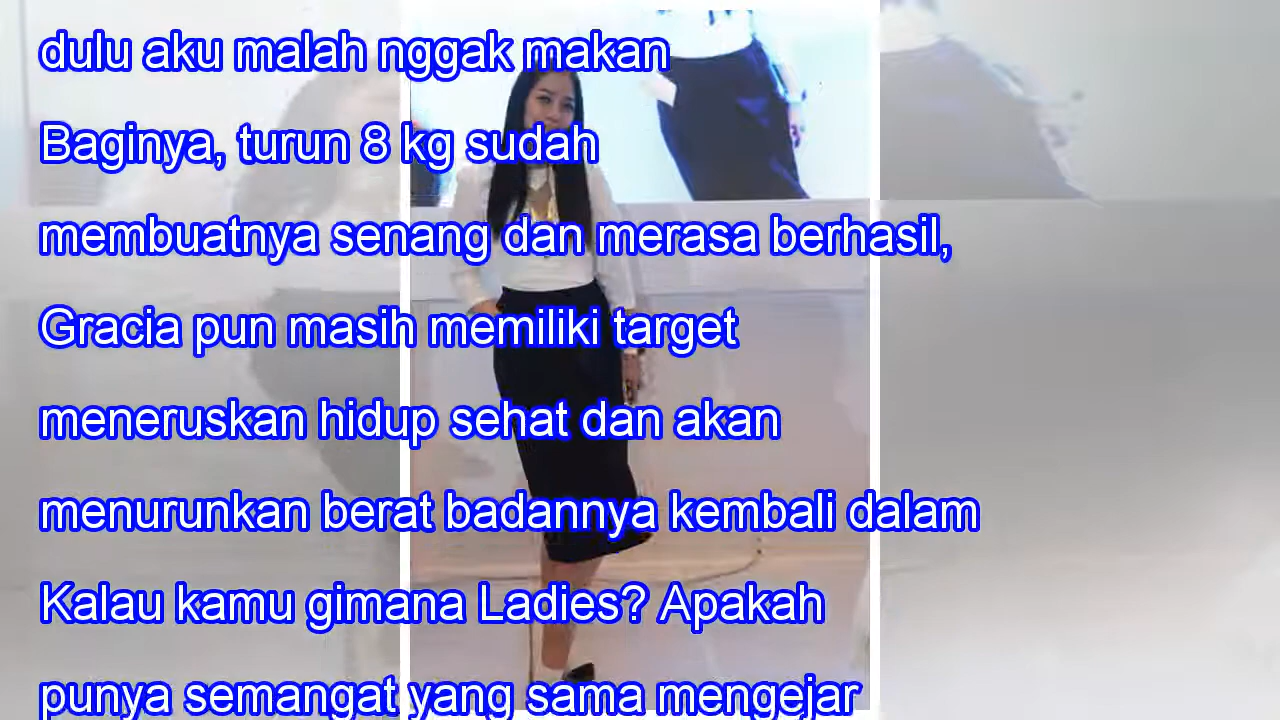 dulu aku malah nggak makan
Baginya, turun 8 kg sudah
membuatnya senang dan merasa berhasil,
Gracia pun masih memiliki target
meneruskan hidup sehat dan akan
menurunkan berat badannya kembali dalam
Kalau kamu gimana Ladies? Apakah
punya semangat yang sama mengejar